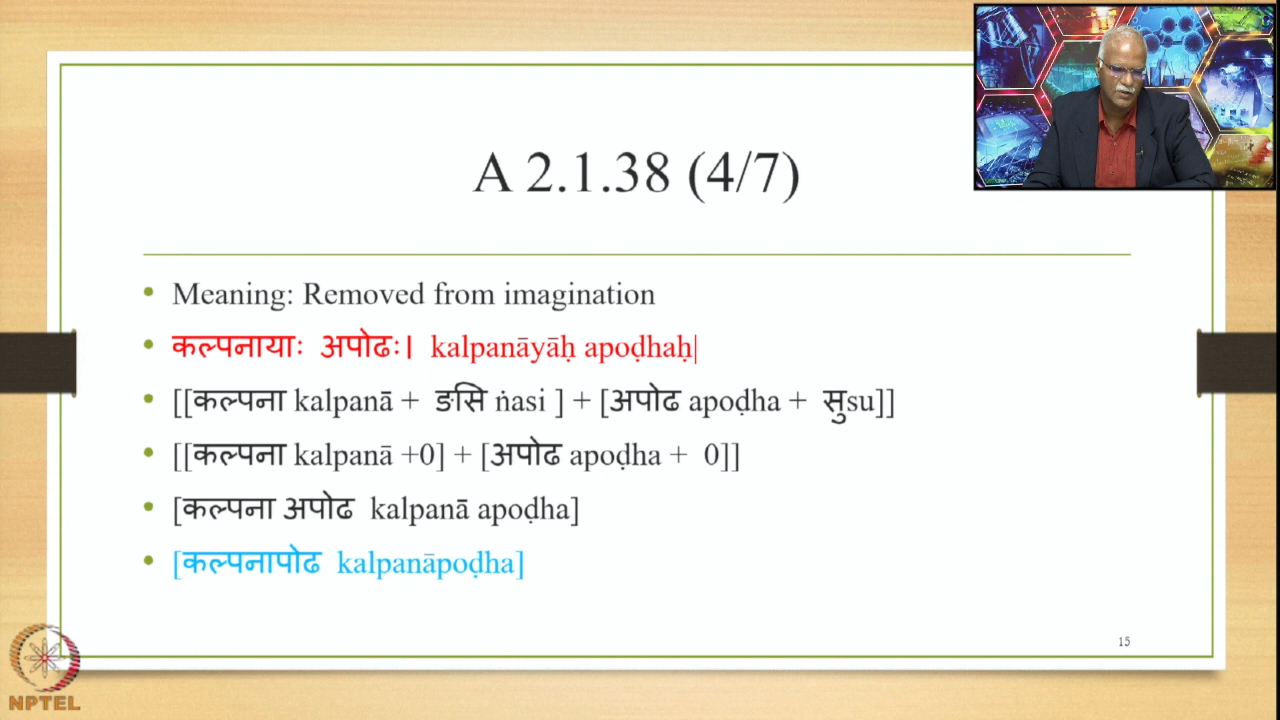 A 2.1.38 (4/7)
• Meaning: Removed from imagination
• कल्पनायाः अपोढः। kalpanāyāḥ apoḍhaḥ|
• [[कल्पना kalpanā + ङसि ṅasi ] + [अपोढ apoḍha + सुsu]]
• [[कल्पना kalpanā +0] + [अपोढ apoḍha + 0]]
• [कल्पना अपोढ kalpanā apoḍha]
• [कल्पनापोढ kalpanāpoḍha]
15
NPTEL